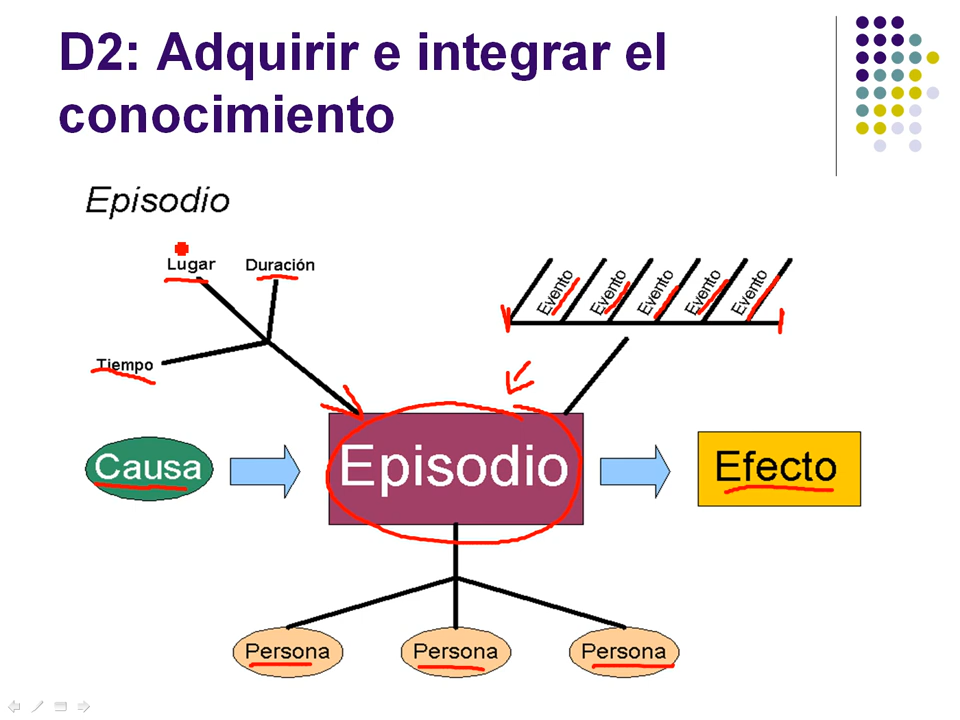 D2: Adquirir e integrar el
conocimiento
Episodio
Lugar
Duración
Tiempo
Evento
Evento
Evento
Evento
Evento
Causa
Episodio
Efecto
Persona
Persona
Persona